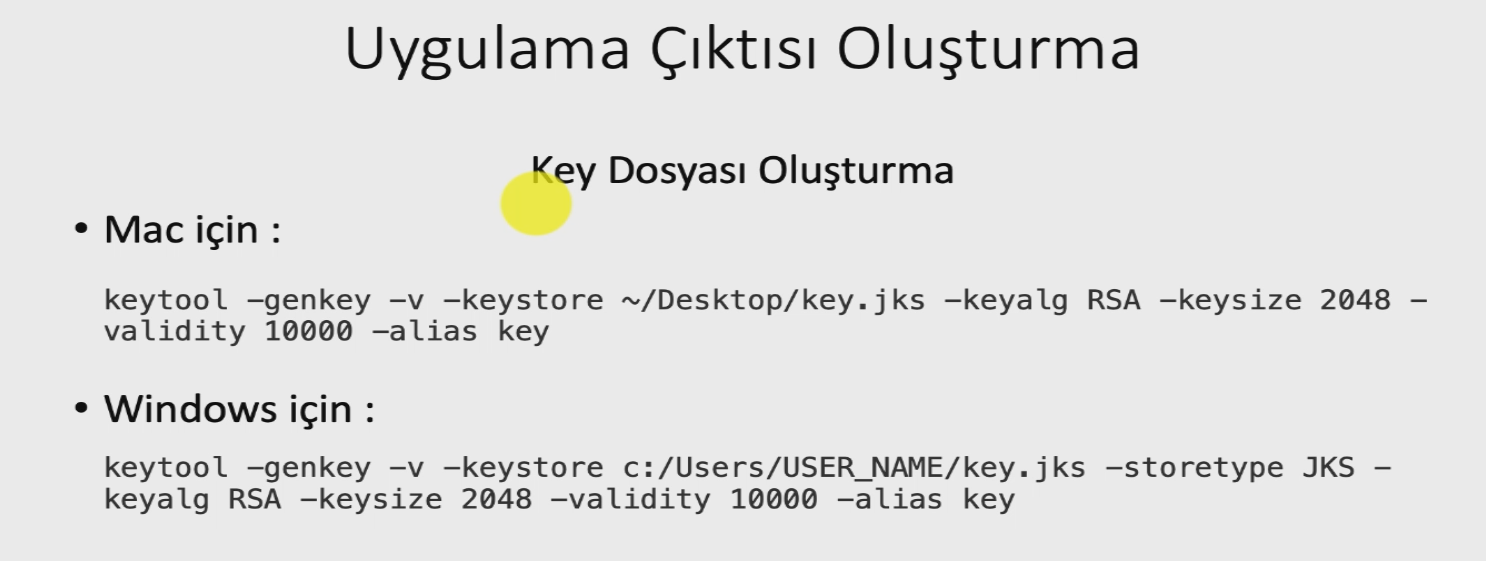 Uygulama Çıktısı Oluşturma
Key Dosyası Oluşturma
• Mac için :
keytool –genkey –v –keystore ~/Desktop/key.jks –keyalg RSA –keysize 2048 –
validity 10000 –alias key
• Windows için :
keytool –genkey –v –keystore c:/Users/USER_NAME/key.jks –storetype JKS –
keyalg RSA –keysize 2048 –validity 10000 –alias key